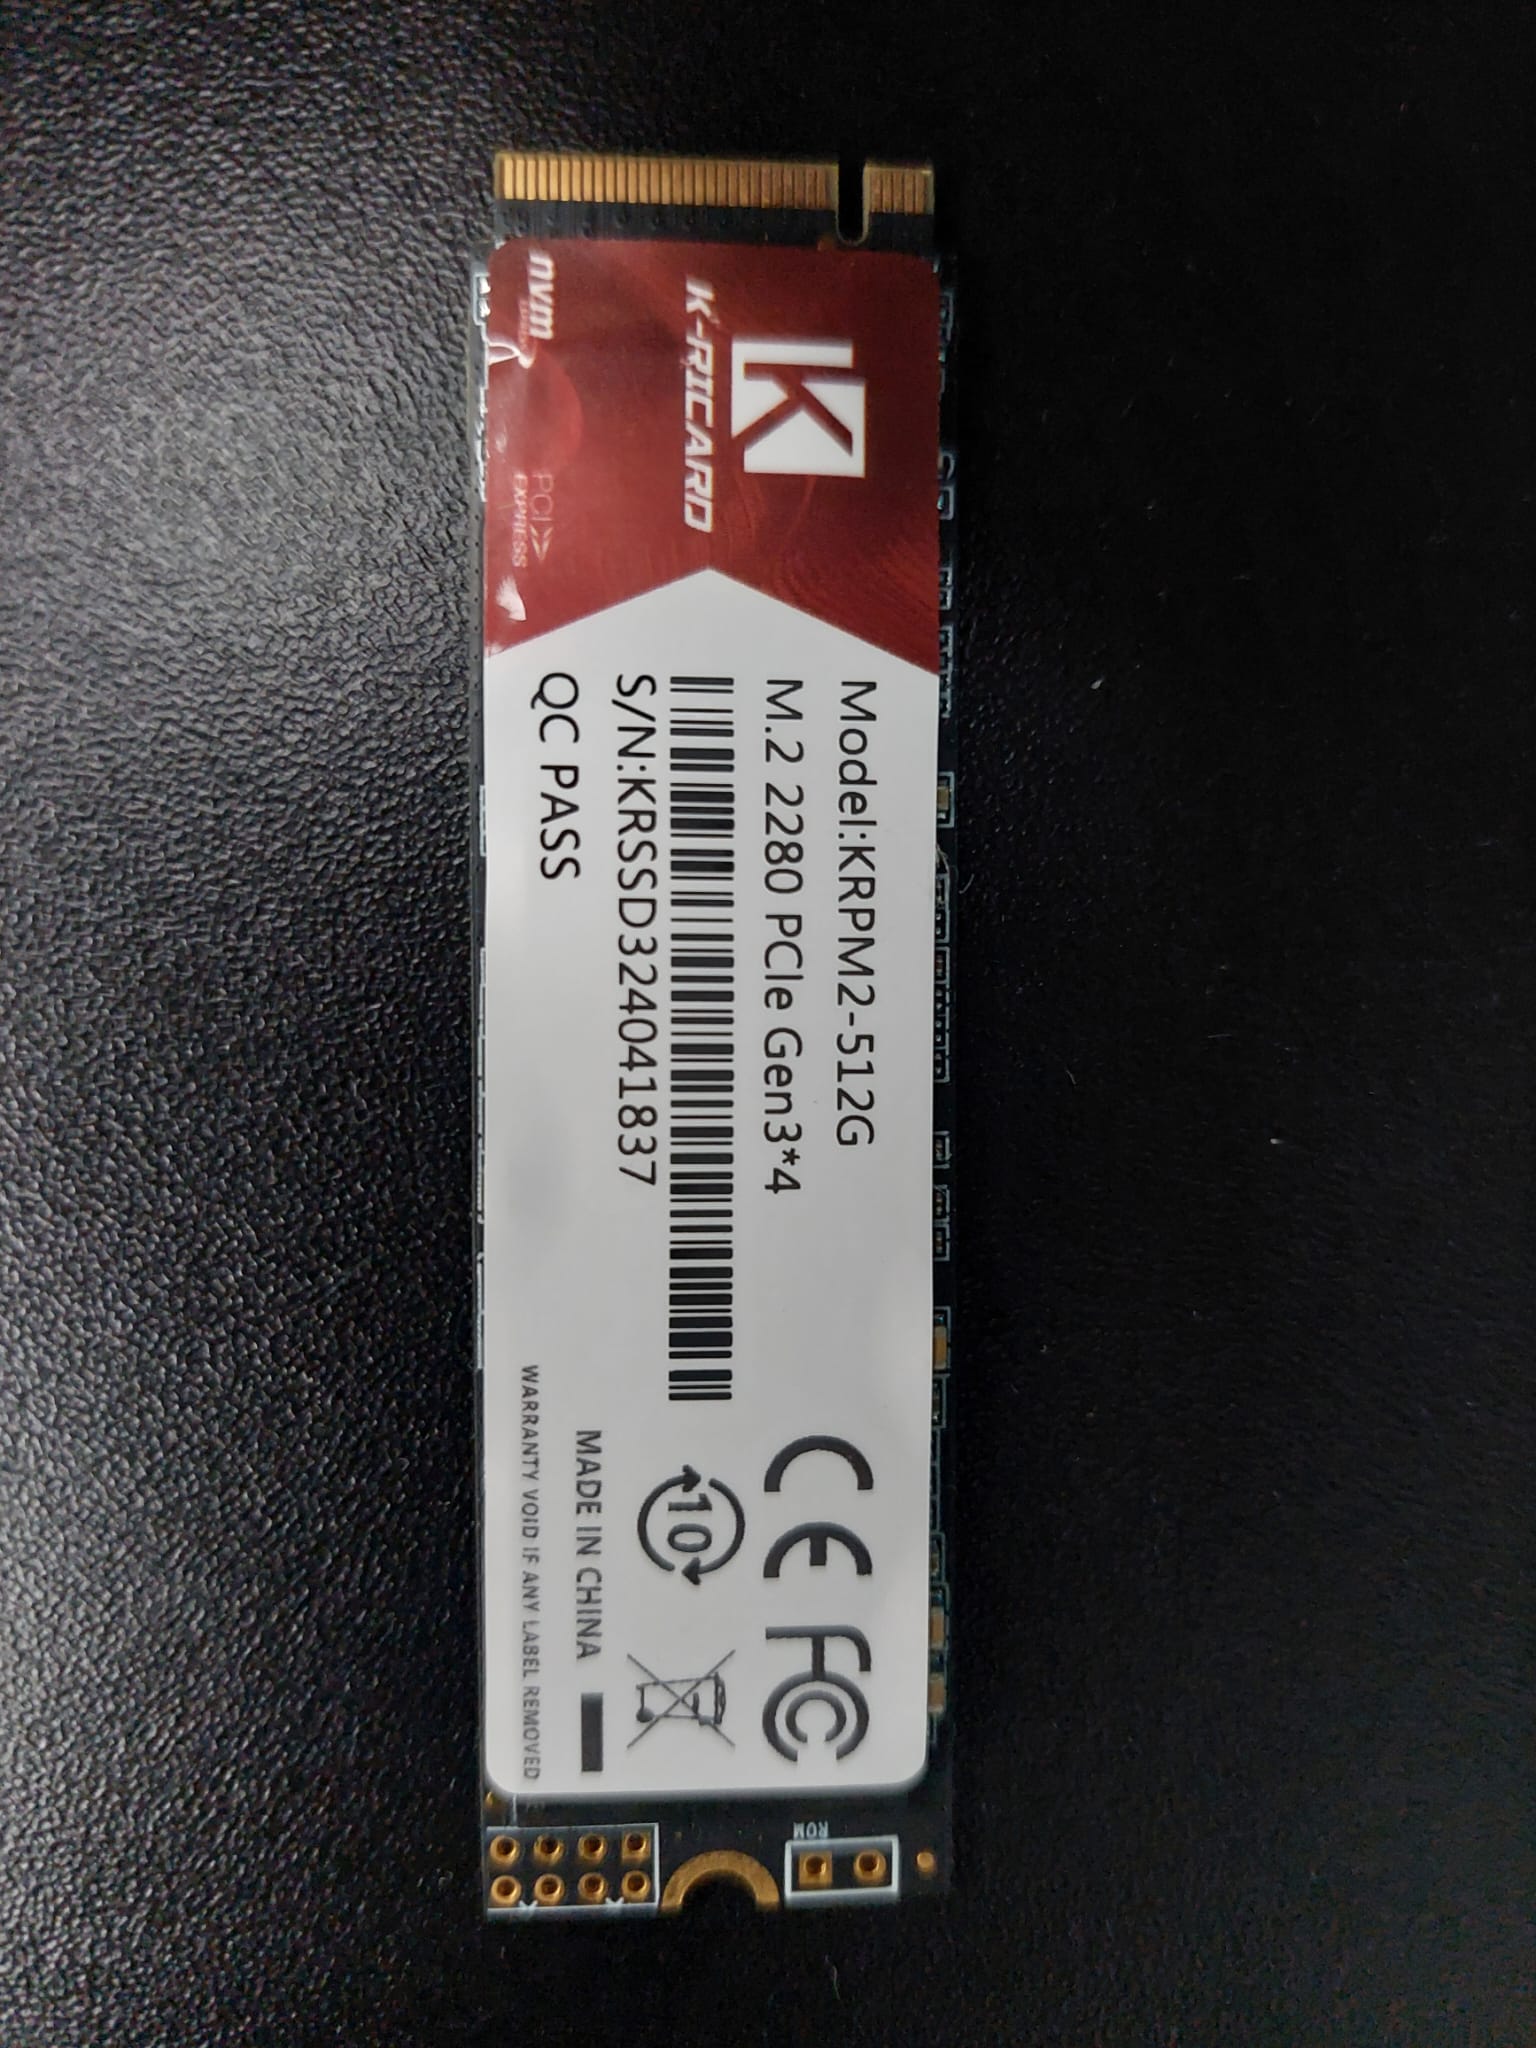 K
K-RICARD
nvm
EXPRESS
PCI
EXPRESS
Model:KRPM2-512G
M.2 2280 PCIe Gen3*4
S/N:KRSSD324041837
QC PASS
CE FC
10
MADE IN CHINA
WARRANTY VOID IF ANY LABEL REMOVED
ROM